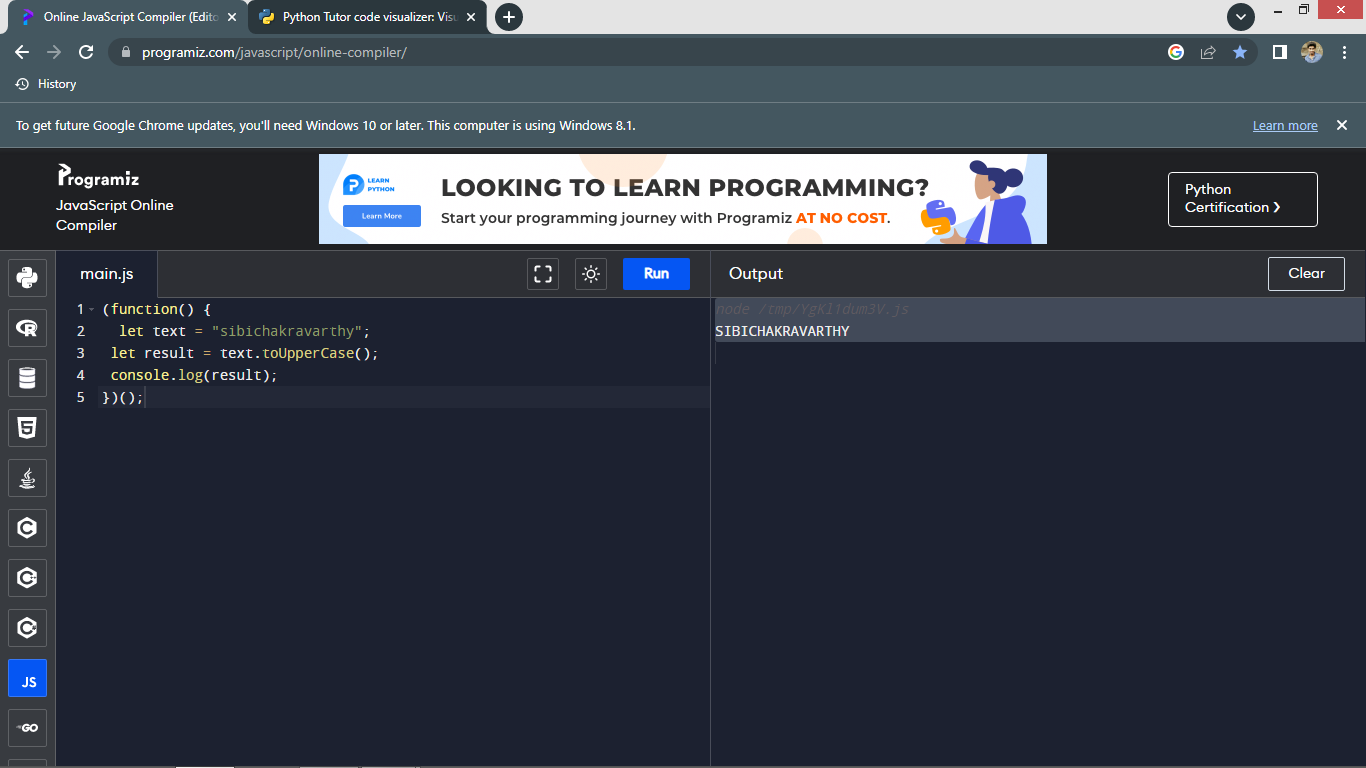 Online JavaScript Compiler (Edito
Python Tutor code visualizer: Visu
programiz.com/javascript/online-compiler/
History
To get future Google Chrome updates, you'll need Windows 10 or later. This computer is using Windows 8.1.
Learn more
Programiz
JavaScript Online
Compiler
LEARN
PYTHON
Learn More
LOOKING TO LEARN PROGRAMMING?
Start your programming journey with Programiz AT NO COST.
Python
Certification ❯
main.js
Run
Output
Clear
1 (function() {
2 let text = "sibichakravarthy";
3 let result = text.toUpperCase();
4 console.log(result);
5 })();
node /tmp/YgKl1dum3V.js
SIBICHAKRAVARTHY
R
5
C
C
C
JS
GO